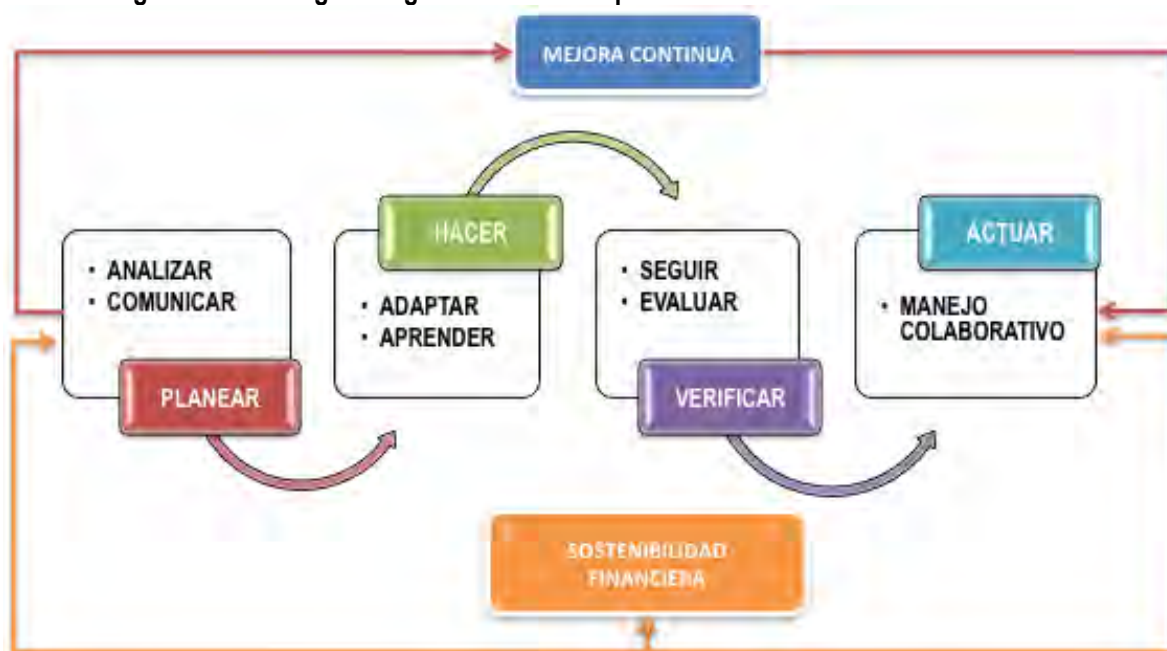 MEJORA CONTINUA
HACER
ACTUAR
· ANALIZAR
· COMUNICAR
· ADAPTAR
· APRENDER
· SEGUIR
· EVALUAR
· MANEJO
COLABORATIVO
PLANEAR
VERIFICAR
SOSTENIBILIDAD
FINANCIERA